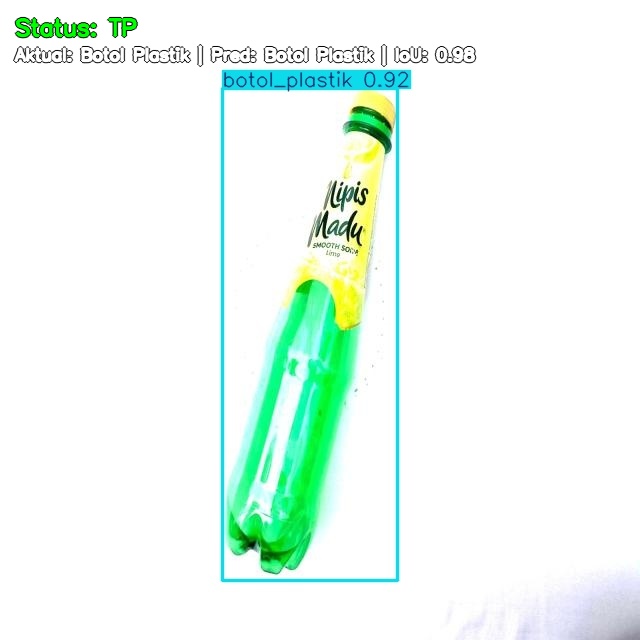 Status: TP
Aktual: Botol Plastik | Pred: Botol Plastik | IoU: 0.98
botol_plastik 0.92
Nipis
Madu
SMOOTH SODA
Lime